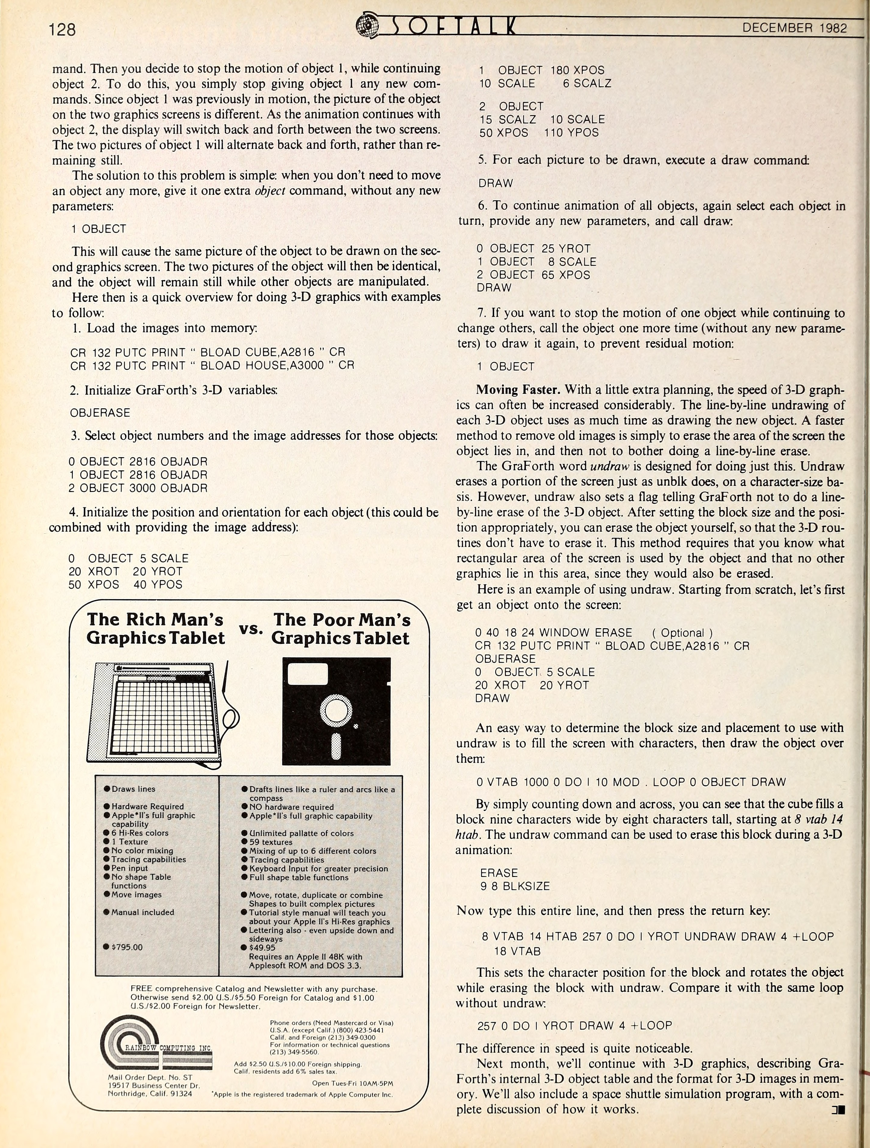 128
SOFTALK
DECEMBER 1982
mand. Then you decide to stop the motion of object 1, while continuing
object 2. To do this, you simply stop giving object 1 any new com-
mands. Since object 1 was previously in motion, the picture of the object
on the two graphics screens is different. As the animation continues with
object 2, the display will switch back and forth between the two screens.
The two pictures of object 1 will alternate back and forth, rather than re-
maining still.
The solution to this problem is simple: when you don't need to move
an object any more, give it one extra object command, without any new
parameters:
1 OBJECT
This will cause the same picture of the object to be drawn on the sec-
ond graphics screen. The two pictures of the object will then be identical,
and the object will remain still while other objects are manipulated.
Here then is a quick overview for doing 3-D graphics with examples
to follow:
1. Load the images into memory:
CR 132 PUTC PRINT " BLOAD CUBE,A2816 " CR
CR 132 PUTC PRINT " BLOAD HOUSE,A3000 " CR
2. Initialize GraForth's 3-D variables:
OBJERASE
3. Select object numbers and the image addresses for those objects:
0 OBJECT 2816 OBJADR
1 OBJECT 2816 OBJADR
2 OBJECT 3000 OBJADR
4. Initialize the position and orientation for each object (this could be
combined with providing the image address):
0 OBJECT 5 SCALE
20 XROT 20 YROT
50 XPOS 40 YPOS
The Rich Man's
Graphics Tablet
vs.
The Poor Man's
Graphics Tablet
● Draws lines
● Hardware Required
● Apple*II's full graphic
capability
● 6 Hi-Res colors
● 1 Texture
● No color mixing
● Tracing capabilities
● Pen input
● No shape Table
functions
● Move images
● Manual included
● $795.00
● Drafts lines like a ruler and arcs like a
compass
● NO hardware required
● Apple*II's full graphic capability
● Unlimited pallatte of colors
● 59 textures
● Mixing of up to 6 different colors
● Tracing capabilities
● Keyboard Input for greater precision
● Full shape table functions
● Move, rotate, duplicate or combine
Shapes to built complex pictures
● Tutorial style manual will teach you
about your Apple II's Hi-Res graphics
● Lettering also - even upside down and
sideways
● $49.95
Requires an Apple II 48K with
Applesoft ROM and DOS 3.3.
FREE comprehensive Catalog and Newsletter with any purchase.
Otherwise send $2.00 U.S./$5.50 Foreign for Catalog and $1.00
U.S./$2.00 Foreign for Newsletter.
RAINBOW COMPUTING INC.
Mail Order Dept. No. ST
19517 Business Center Dr.
Northridge, Calif. 91324
Phone orders (Need Mastercard or Visa)
U.S.A. (except Calif.) (800) 423-5441
Calif. and Foreign (213) 349-0300
For information or technical questions
(213) 349-5560
Add $2.50 U.S./$10.00 Foreign shipping.
Calif. residents add 6% sales tax.
Open Tues-Fri 10AM-5PM
*Apple is the registered trademark of Apple Computer Inc.
1 OBJECT 180 XPOS
10 SCALE 6 SCALZ
2 OBJECT
15 SCALZ 10 SCALE
50 XPOS 110 YPOS
5. For each picture to be drawn, execute a draw command:
DRAW
6. To continue animation of all objects, again select each object in
turn, provide any new parameters, and call draw:
0 OBJECT 25 YROT
1 OBJECT 8 SCALE
2 OBJECT 65 XPOS
DRAW
7. If you want to stop the motion of one object while continuing to
change others, call the object one more time (without any new parame-
ters) to draw it again, to prevent residual motion:
1 OBJECT
Moving Faster. With a little extra planning, the speed of 3-D graph-
ics can often be increased considerably. The line-by-line undrawing of
each 3-D object uses as much time as drawing the new object. A faster
method to remove old images is simply to erase the area of the screen the
object lies in, and then not to bother doing a line-by-line erase.
The GraForth word undraw is designed for doing just this. Undraw
erases a portion of the screen just as unblk does, on a character-size ba-
sis. However, undraw also sets a flag telling GraForth not to do a line-
by-line erase of the 3-D object. After setting the block size and the posi-
tion appropriately, you can erase the object yourself, so that the 3-D rou-
tines don't have to erase it. This method requires that you know what
rectangular area of the screen is used by the object and that no other
graphics lie in this area, since they would also be erased.
Here is an example of using undraw. Starting from scratch, let's first
get an object onto the screen:
0 40 18 24 WINDOW ERASE ( Optional )
CR 132 PUTC PRINT " BLOAD CUBE,A2816 " CR
OBJERASE
0 OBJECT 5 SCALE
20 XROT 20 YROT
DRAW
An easy way to determine the block size and placement to use with
undraw is to fill the screen with characters, then draw the object over
them:
0 VTAB 1000 0 DO I 10 MOD . LOOP 0 OBJECT DRAW
By simply counting down and across, you can see that the cube fills a
block nine characters wide by eight characters tall, starting at 8 vtab 14
htab. The undraw command can be used to erase this block during a 3-D
animation:
ERASE
9 8 BLKSIZE
Now type this entire line, and then press the return key:
8 VTAB 14 HTAB 257 0 DO I YROT UNDRAW DRAW 4 +LOOP
18 VTAB
This sets the character position for the block and rotates the object
while erasing the block with undraw. Compare it with the same loop
without undraw:
257 0 DO I YROT DRAW 4 +LOOP
The difference in speed is quite noticeable.
Next month, we'll continue with 3-D graphics, describing Gra-
Forth's internal 3-D object table and the format for 3-D images in mem-
ory. We'll also include a space shuttle simulation program, with a com-
plete discussion of how it works.